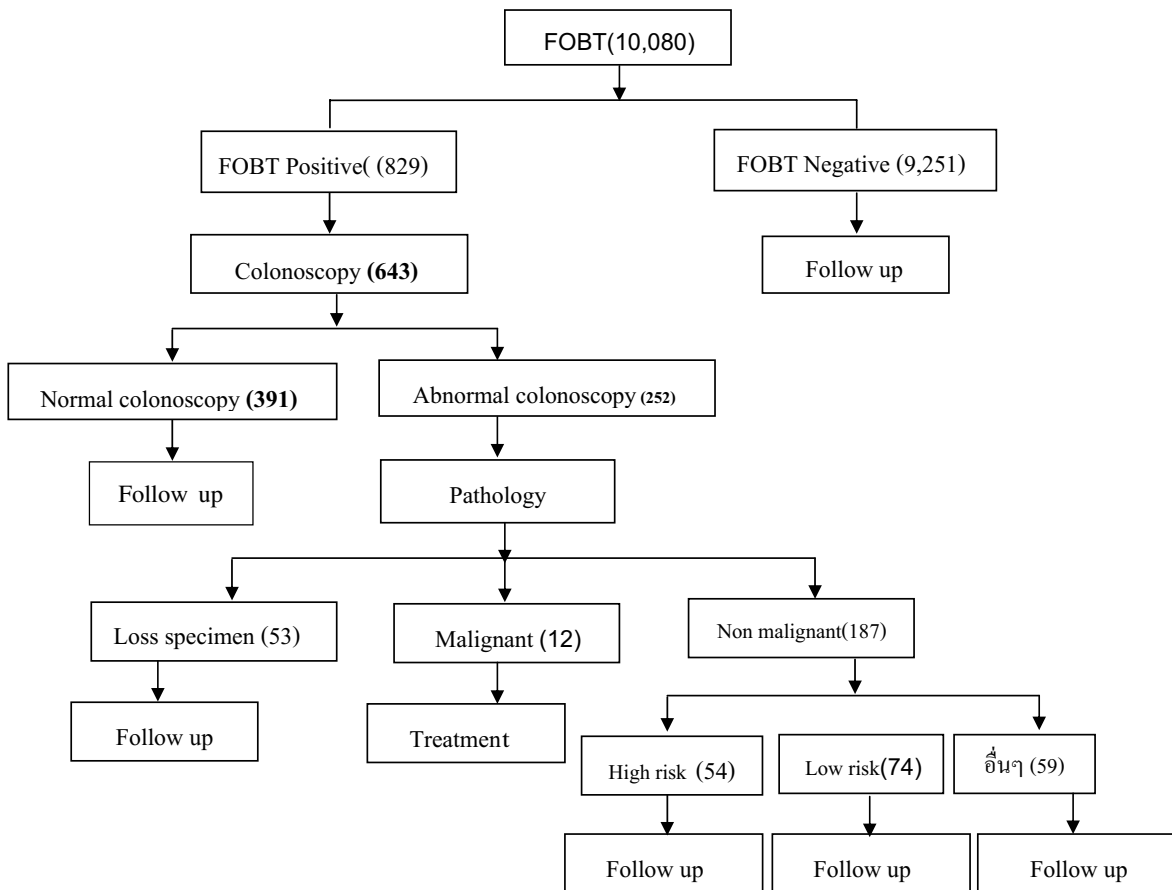 FOBT(10,080)
FOBT Positive( (829)
FOBT Negative (9,251)
Colonoscopy (643)
Follow up
Normal colonoscopy (391)
Abnormal colonoscopy (252)
Follow up
Pathology
Loss specimen (53)
Malignant (12)
Non malignant(187)
Follow up
Treatment
High risk (54)
Low risk(74)
อื่นๆ (59)
Follow up
Follow up
Follow up